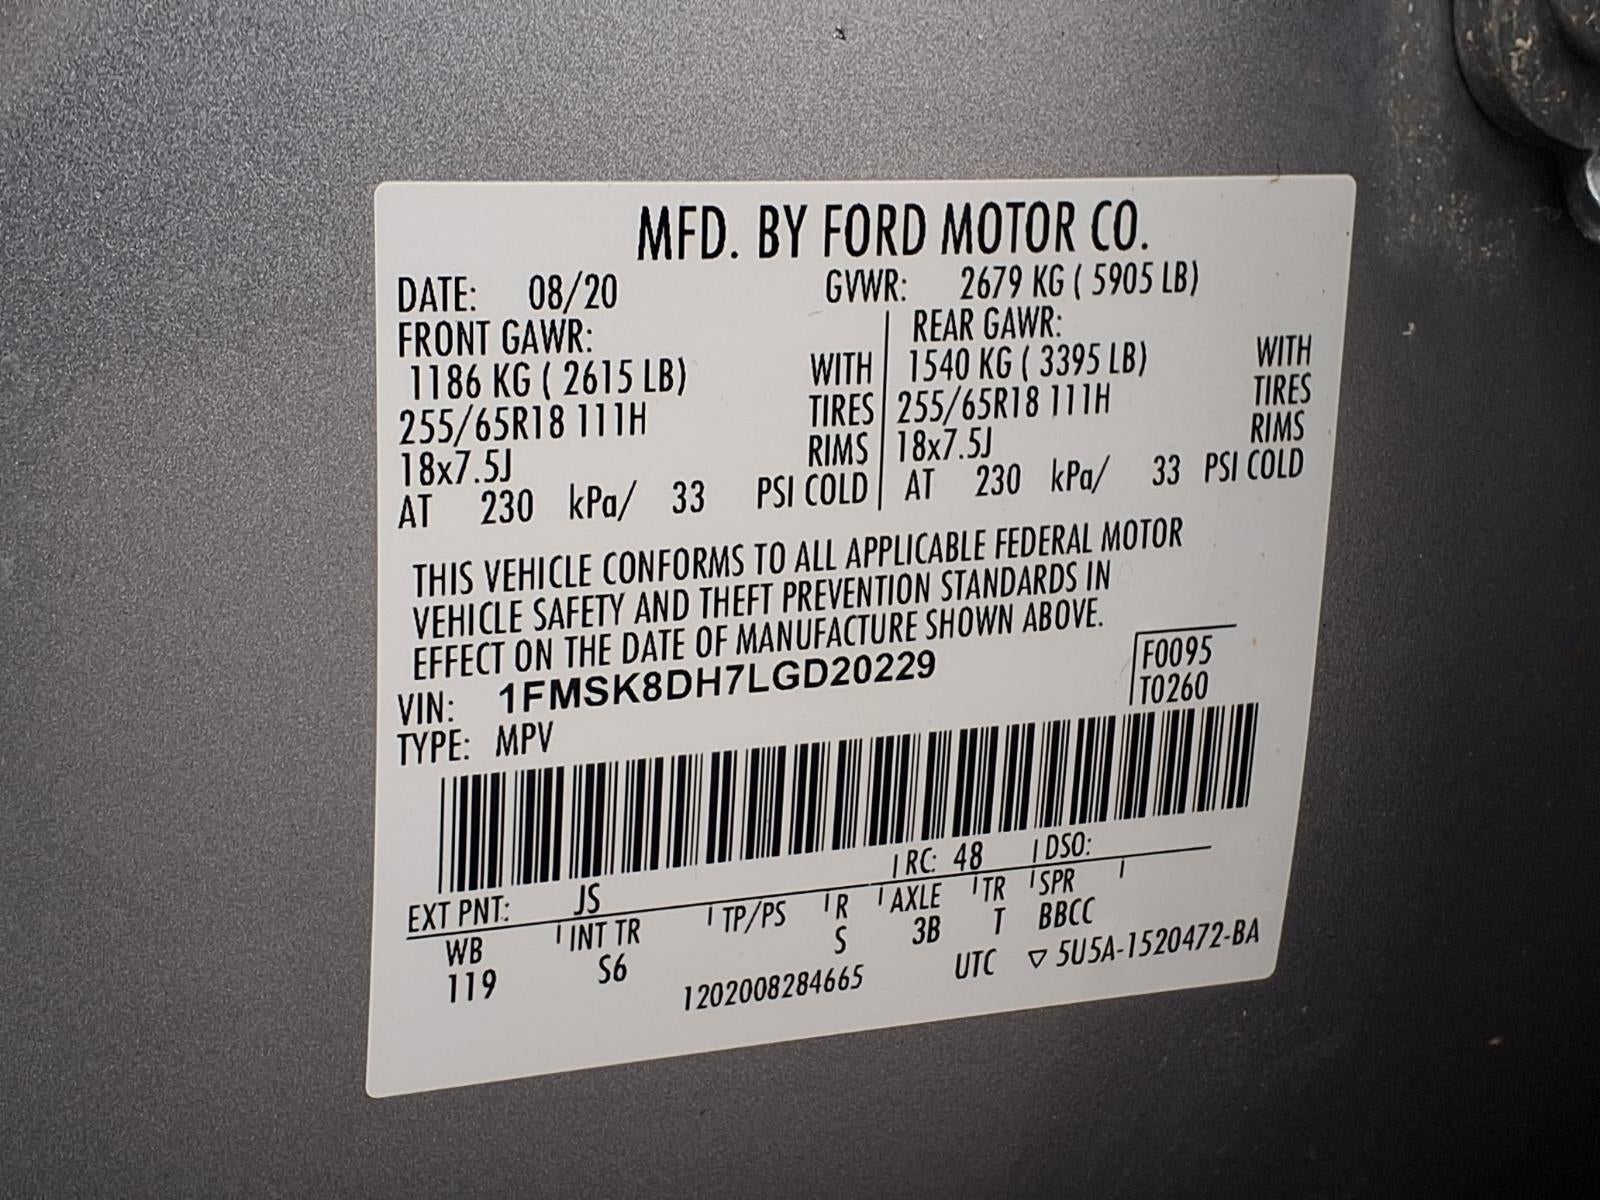 MFD. BY FORD MOTOR CO.
DATE: 08/20 GVWR: 2679 KG ( 5905 LB)
FRONT GAWR: REAR GAWR:
1186 KG ( 2615 LB) WITH 1540 KG ( 3395 LB) WITH
255/65R18 111H TIRES 255/65R18 111H TIRES
18x7.5J RIMS 18x7.5J RIMS
AT 230 kPa/ 33 PSI COLD AT 230 kPa/ 33 PSI COLD
THIS VEHICLE CONFORMS TO ALL APPLICABLE FEDERAL MOTOR
VEHICLE SAFETY AND THEFT PREVENTION STANDARDS IN
EFFECT ON THE DATE OF MANUFACTURE SHOWN ABOVE.
VIN: 1FMSK8DH7LGD20229 F0095
TYPE: MPV T0260
EXT PNT: JS RC: 48 DSO:
WB INT TR TP/PS R AXLE TR SPR
119 S6 S 3B T BBCC
1202008284665 UTC ▽ 5U5A-1520472-BA